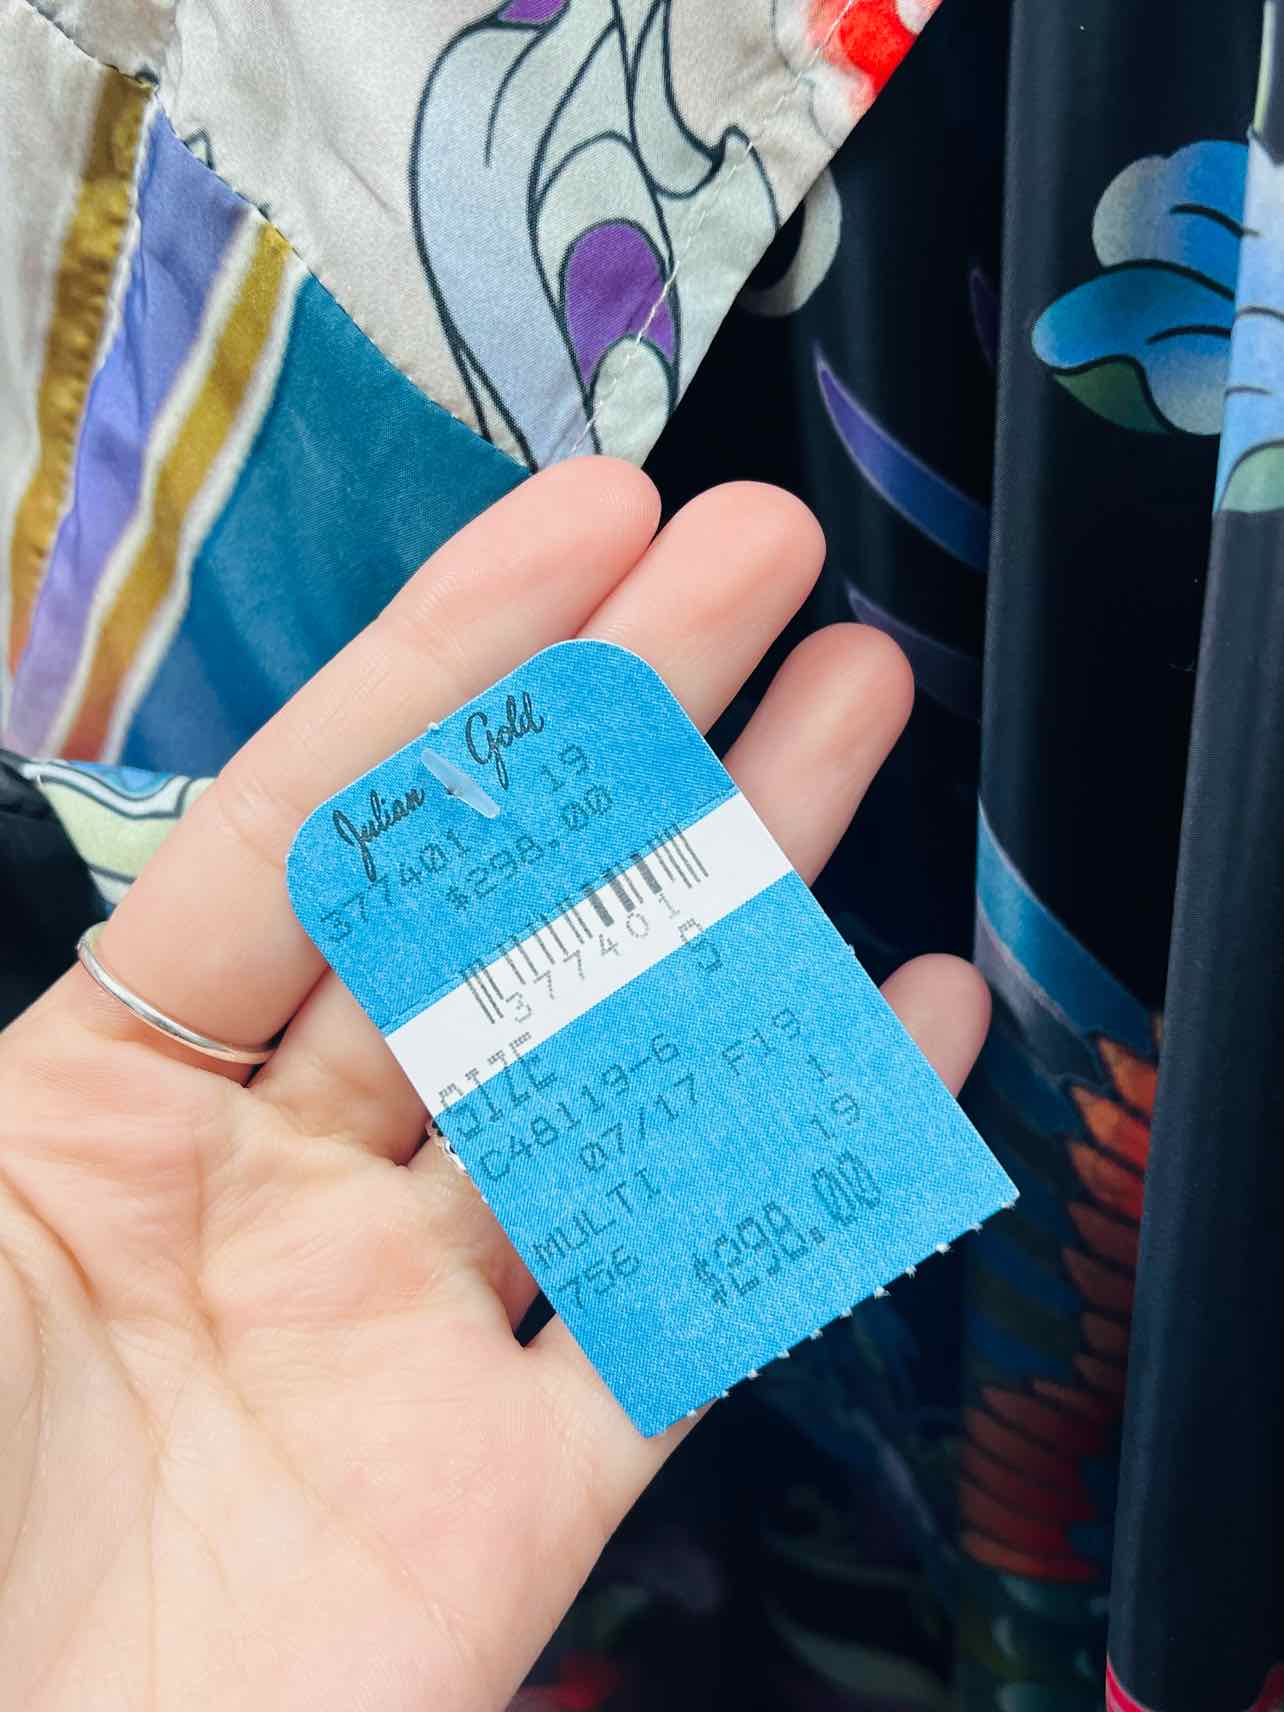 Julian Gold
377401 19
$298.00
377401
SIZE 0
C48119-6
07/17 F19
MULTI 1
756 19
$298.00